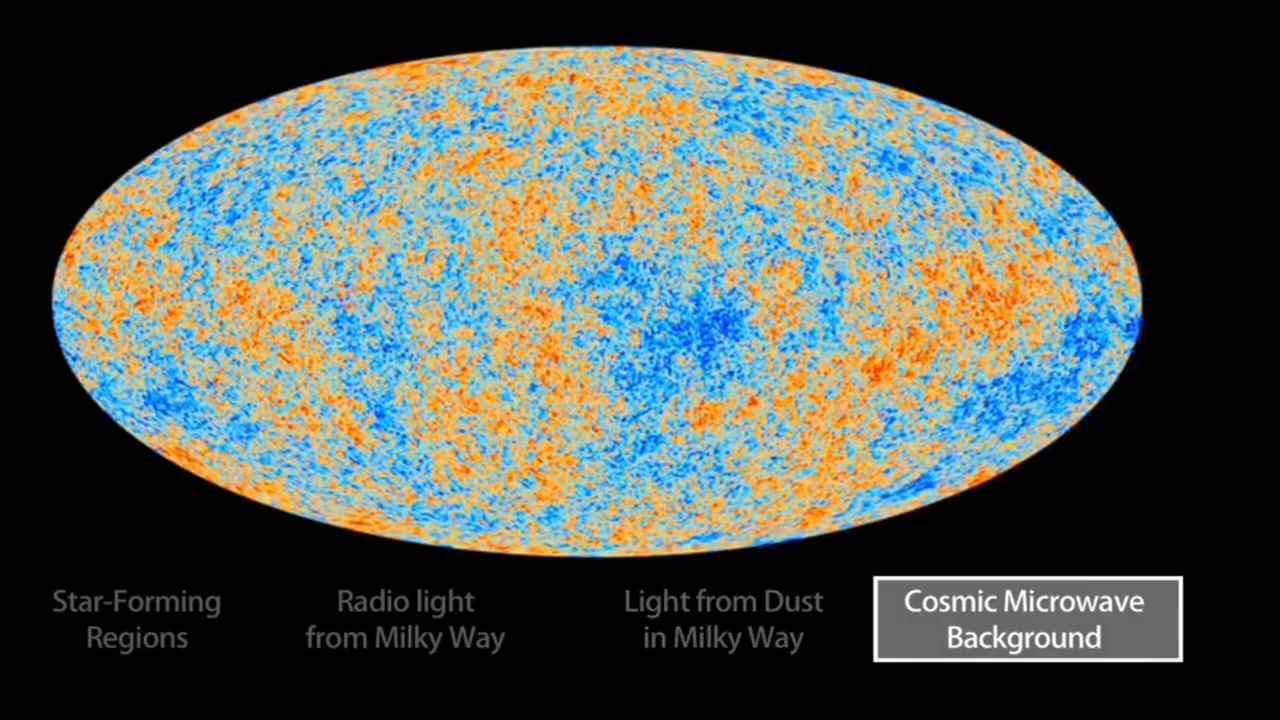 Star-Forming
Regions
Radio light
from Milky Way
Light from Dust
in Milky Way
Cosmic Microwave
Background